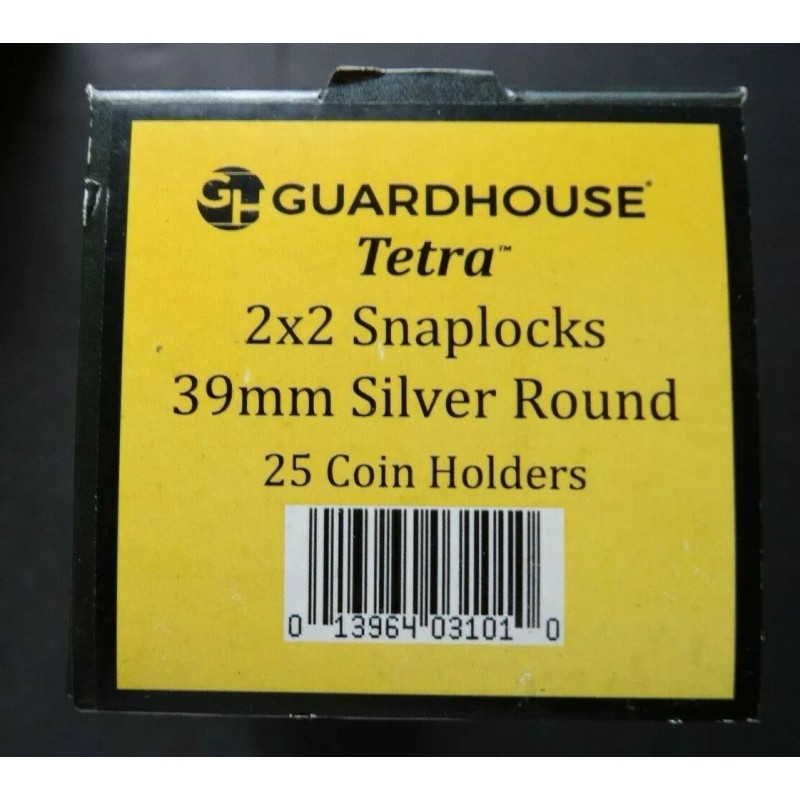 GH GUARDHOUSE®
Tetra™
2x2 Snaplocks
39mm Silver Round
25 Coin Holders
0 13964 03101 0